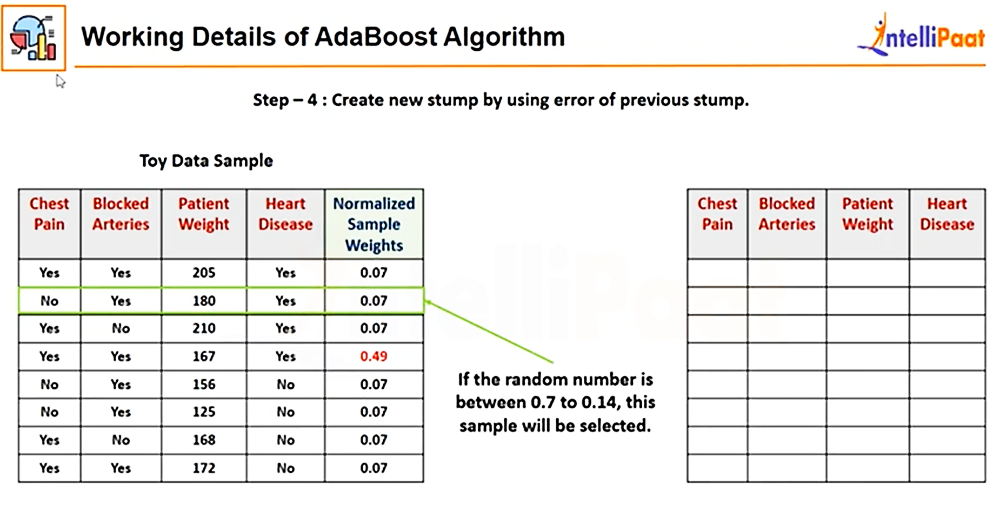 Working Details of AdaBoost Algorithm
IntelliPaat
Step – 4 : Create new stump by using error of previous stump.
Toy Data Sample
Chest Pain Blocked Arteries Patient Weight Heart Disease Normalized Sample Weights
Yes Yes 205 Yes 0.07
No Yes 180 Yes 0.07
Yes No 210 Yes 0.07
Yes Yes 167 Yes 0.49
No Yes 156 No 0.07
No Yes 125 No 0.07
Yes No 168 No 0.07
Yes Yes 172 No 0.07
If the random number is
between 0.7 to 0.14, this
sample will be selected.
Chest Pain Blocked Arteries Patient Weight Heart Disease
IntelliPaat